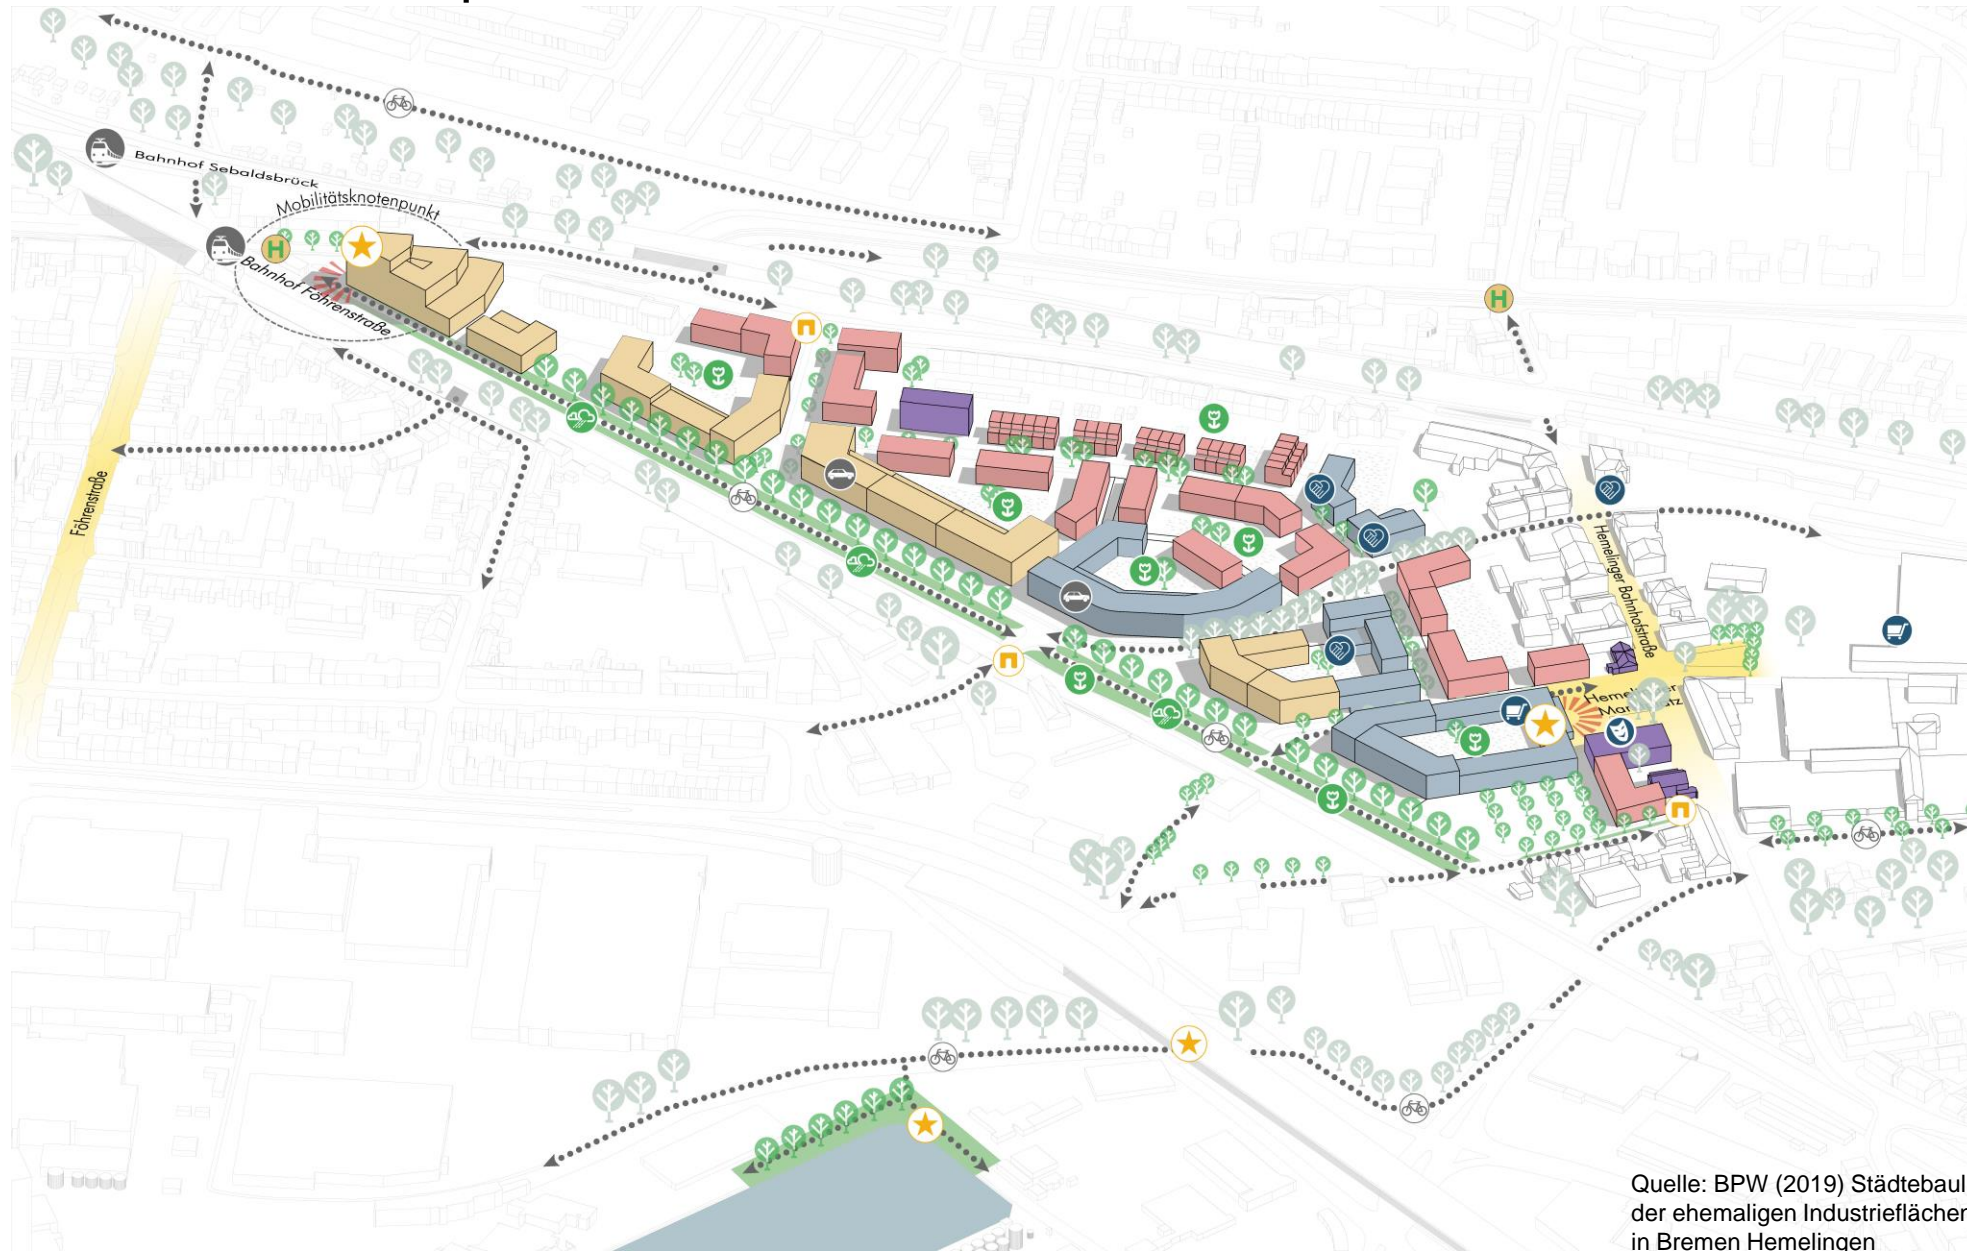 Bahnhof Sebaldsbrück
Mobilitätsknotenpunkt
H
Bahnhof Föhrenstraße
H
Föhrenstraße
Hemelinger Bahnhofstraße
Quelle: BPW (2019) Städtebaul
der ehemaligen Industrieflächen
in Bremen Hemelingen